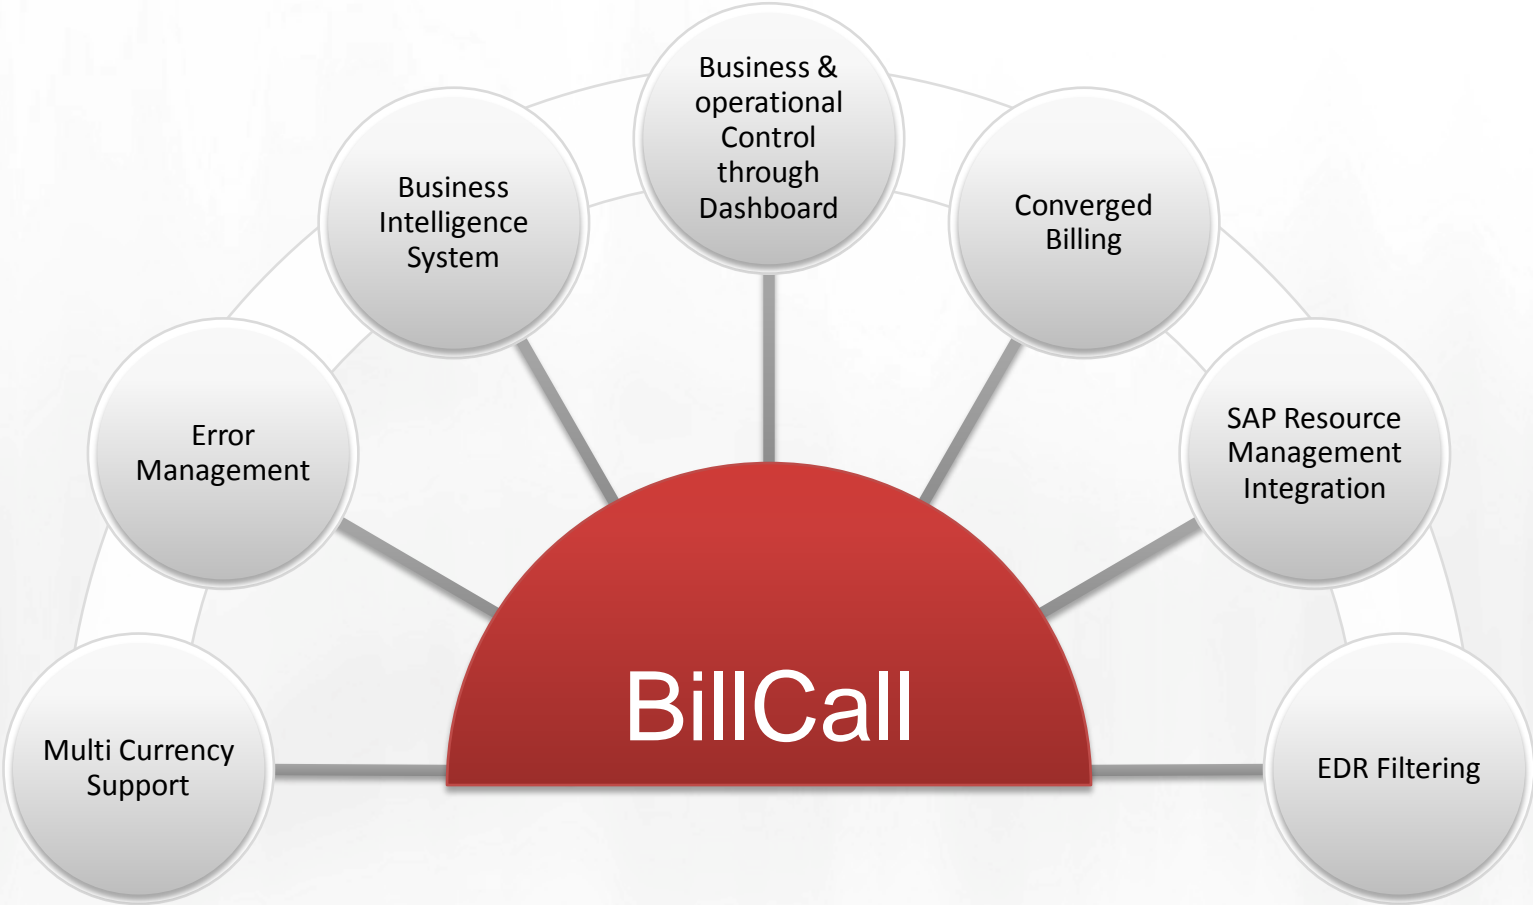 Business &
operational
Control
through
Dashboard
Business
Intelligence
System
Converged
Billing
Error
Management
SAP Resource
Management
Integration
Multi Currency
Support
BillCall
EDR Filtering